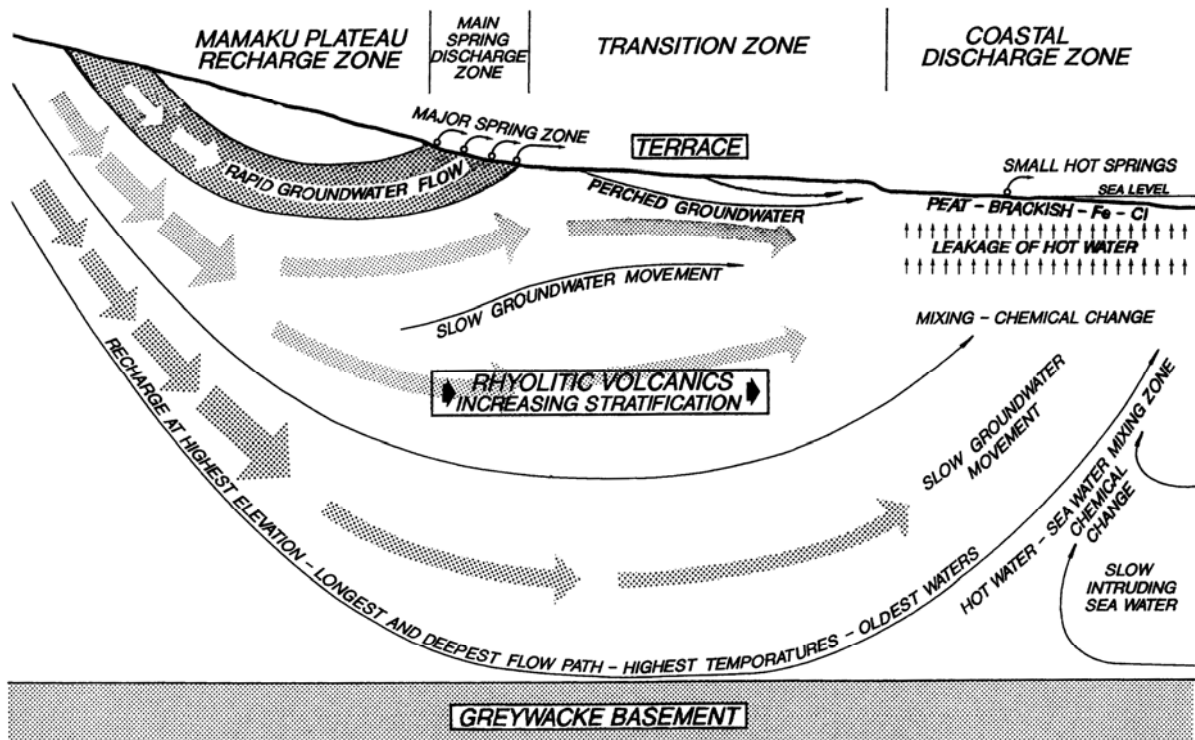 MAMAKU PLATEAU
RECHARGE ZONE
MAIN
SPRING
DISCHARGE
ZONE
TRANSITION ZONE
COASTAL
DISCHARGE ZONE
MAJOR SPRING ZONE
TERRACE
SMALL HOT SPRINGS
SEA LEVEL
RAPID GROUNDWATER FLOW
PERCHED GROUNDWATER
PEAT - BRACKISH - Fe - Cl
LEAKAGE OF HOT WATER
SLOW GROUNDWATER MOVEMENT
MIXING - CHEMICAL CHANGE
RHYOLITIC VOLCANICS
INCREASING STRATIFICATION
SLOW GROUNDWATER
MOVEMENT
RECHARGE AT HIGHEST ELEVATION - LONGEST AND DEEPEST FLOW PATH - HIGHEST TEMPERATURES - OLDEST WATERS
HOT WATER - SEA WATER MIXING ZONE
CHEMICAL
CHANGE
SLOW
INTRUDING
SEA WATER
GREYWACKE BASEMENT